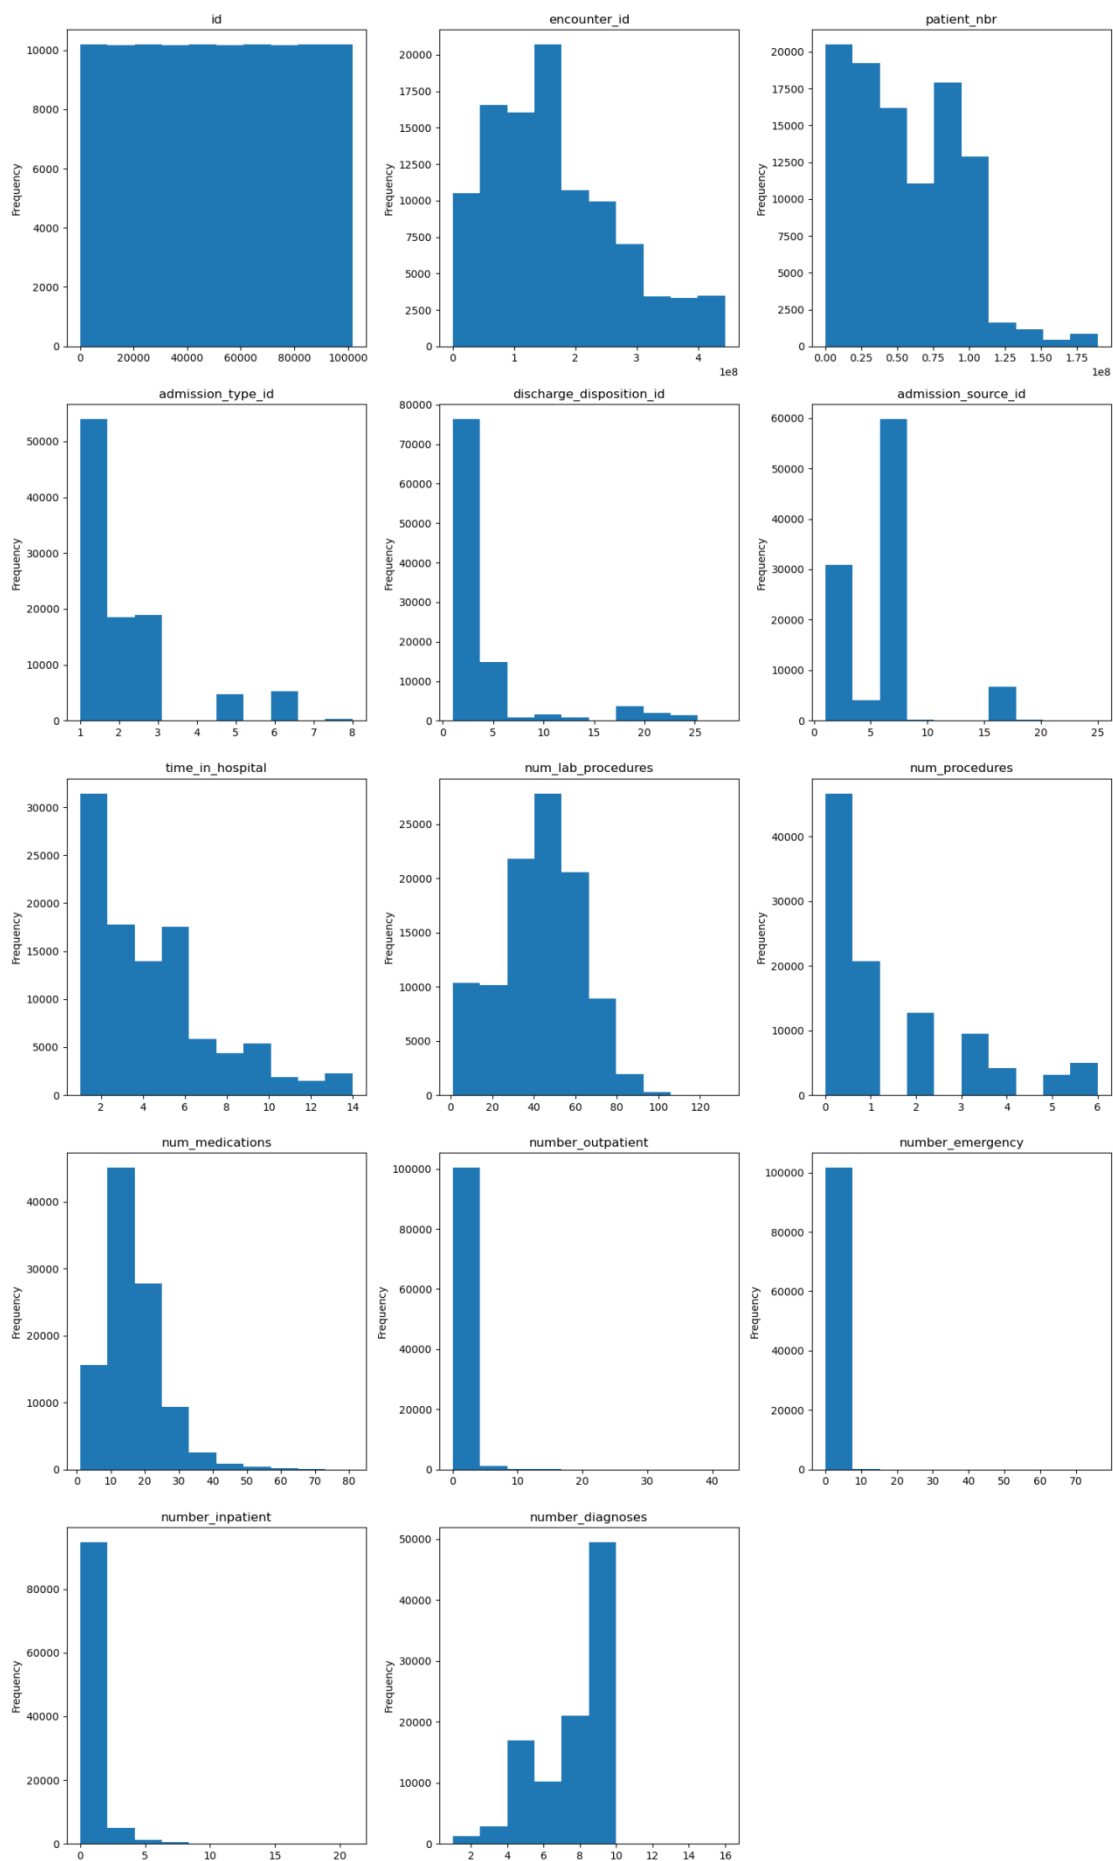 id
encounter_id
patient_nbr
10000
8000
6000
4000
2000
0
Frequency
0 20000 40000 60000 80000 100000
20000
17500
15000
12500
10000
7500
5000
2500
0
Frequency
0 1 2 3 4
1e8
20000
17500
15000
12500
10000
7500
5000
2500
0
Frequency
0.00 0.25 0.50 0.75 1.00 1.25 1.50 1.75
1e8
admission_type_id
discharge_disposition_id
admission_source_id
50000
40000
30000
20000
10000
0
Frequency
1 2 3 4 5 6 7 8
80000
70000
60000
50000
40000
30000
20000
10000
0
Frequency
0 5 10 15 20 25
60000
50000
40000
30000
20000
10000
0
Frequency
0 5 10 15 20 25
time_in_hospital
num_lab_procedures
num_procedures
30000
25000
20000
15000
10000
5000
0
Frequency
2 4 6 8 10 12 14
25000
20000
15000
10000
5000
0
Frequency
0 20 40 60 80 100 120
40000
30000
20000
10000
0
Frequency
0 1 2 3 4 5 6
num_medications
number_outpatient
number_emergency
40000
30000
20000
10000
0
Frequency
0 10 20 30 40 50 60 70 80
100000
80000
60000
40000
20000
0
Frequency
0 10 20 30 40
100000
80000
60000
40000
20000
0
Frequency
0 10 20 30 40 50 60 70
number_inpatient
number_diagnoses
80000
60000
40000
20000
0
Frequency
0 5 10 15 20
50000
40000
30000
20000
10000
0
Frequency
2 4 6 8 10 12 14 16